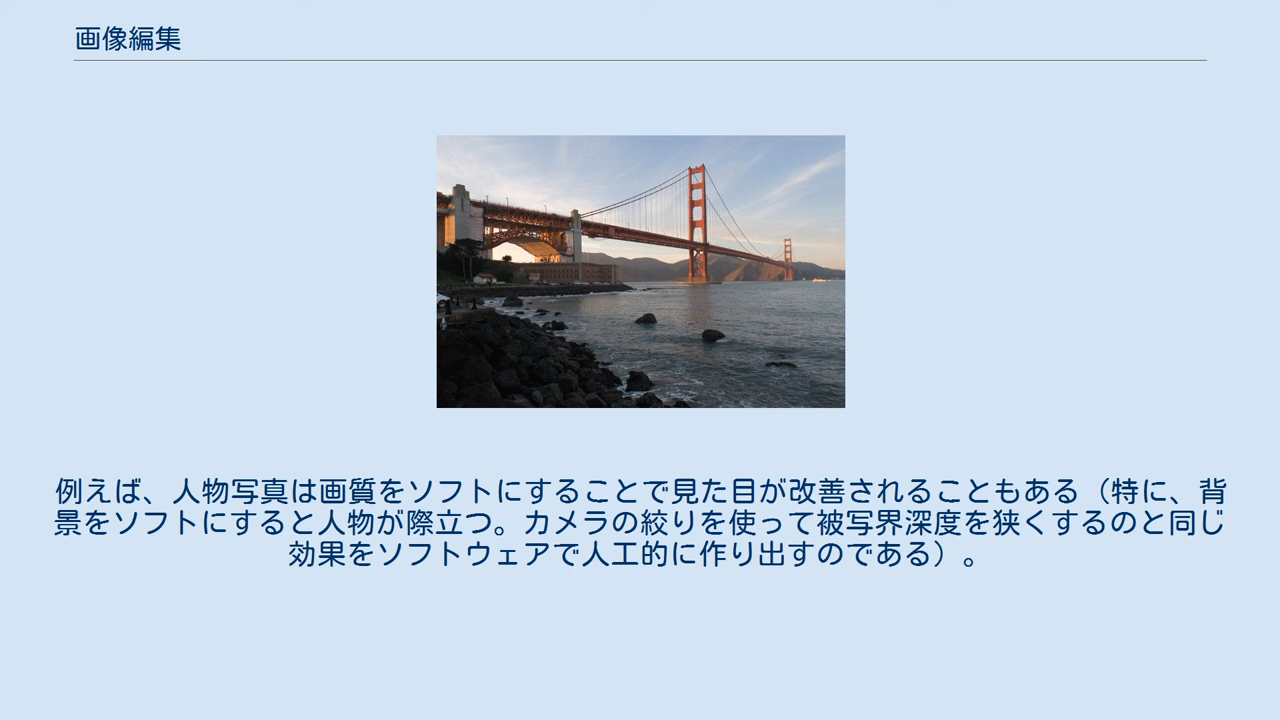 画像編集
例えば、人物写真は画質をソフトにすることで見た目が改善されることもある（特に、背
景をソフトにすると人物が際立つ。カメラの絞りを使って被写界深度を狭くするのと同じ
効果をソフトウェアで人工的に作り出すのである）。